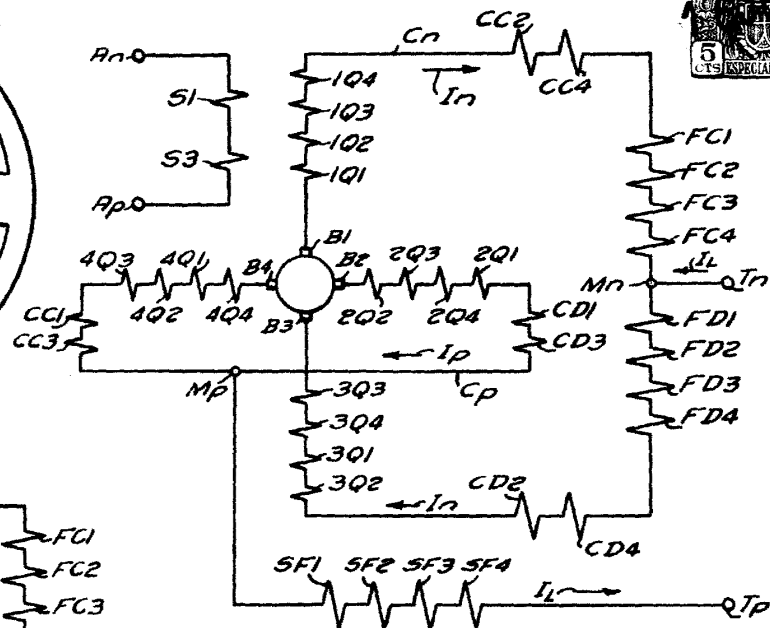 An
Cn
CC2
5
CTS ESPECIAL
S1
1Q4
In
CC4
1Q3
S3
1Q2
FC1
1Q1
FC2
Ap
FC3
B1
FC4
4Q3
4Q1
B4
B2
2Q3
2Q1
IL
Mn
Tn
CC1
4Q2
4Q4
B3
2Q2
2Q4
CD1
FD1
CC3
Ip
CD3
FD2
Mp
3Q3
Cp
FD3
3Q4
FD4
3Q1
3Q2
In
CD2
CD4
FC1
SF1
SF2
SF3
SF4
IL
FC2
FC3
Tp